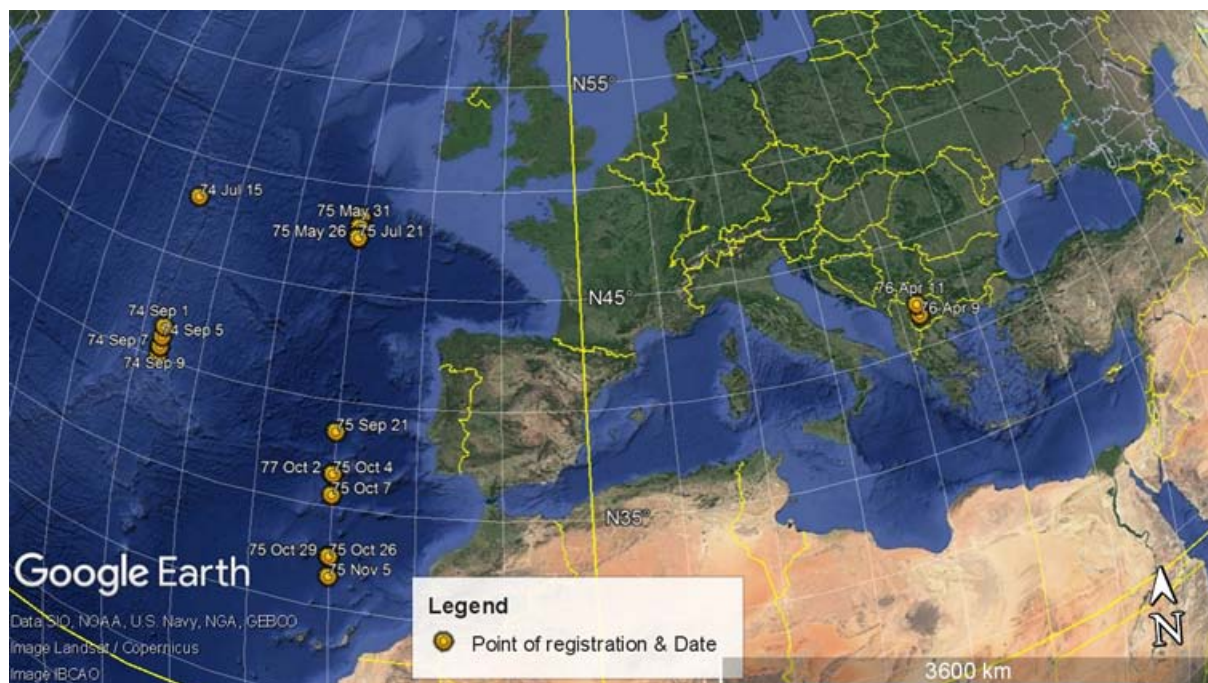 N55°
74 Jul 15
75 May 31
75 May 26
75 Jul 21
N45°
76 Apr 11
76 Apr 9
74 Sep 1
74 Sep 5
74 Sep 7
74 Sep 9
75 Sep 21
77 Oct 2
75 Oct 4
75 Oct 7
N35°
75 Oct 29
75 Oct 26
75 Nov 5
Google Earth
Data SIO, NOAA, U.S. Navy, NGA, GEBCO
Image Landsat / Copernicus
Image IBCAO
Legend
Point of registration & Date
N
3600 km